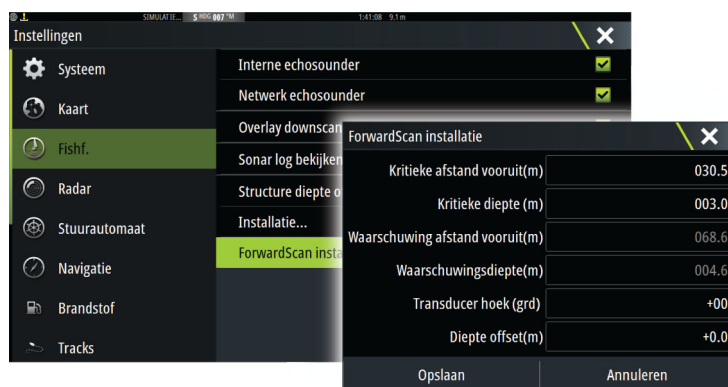 SIMULATIE... S HDG 007 °M 1:41:08 9.1 m
Instellingen
Systeem
Kaart
Fishf.
Radar
Stuurautomaat
Navigatie
Brandstof
Tracks
Interne echosounder
Netwerk echosounder
Overlay downscan
Sonar log bekijken
Structure diepte o
Installatie...
ForwardScan insta
ForwardScan installatie
Kritieke afstand vooruit(m) 030.5
Kritieke diepte (m) 003.0
Waarschuwing afstand vooruit(m) 068.6
Waarschuwingsdiepte(m) 004.6
Transducer hoek (grd) +00
Diepte offset(m) +0.0
Opslaan Annuleren